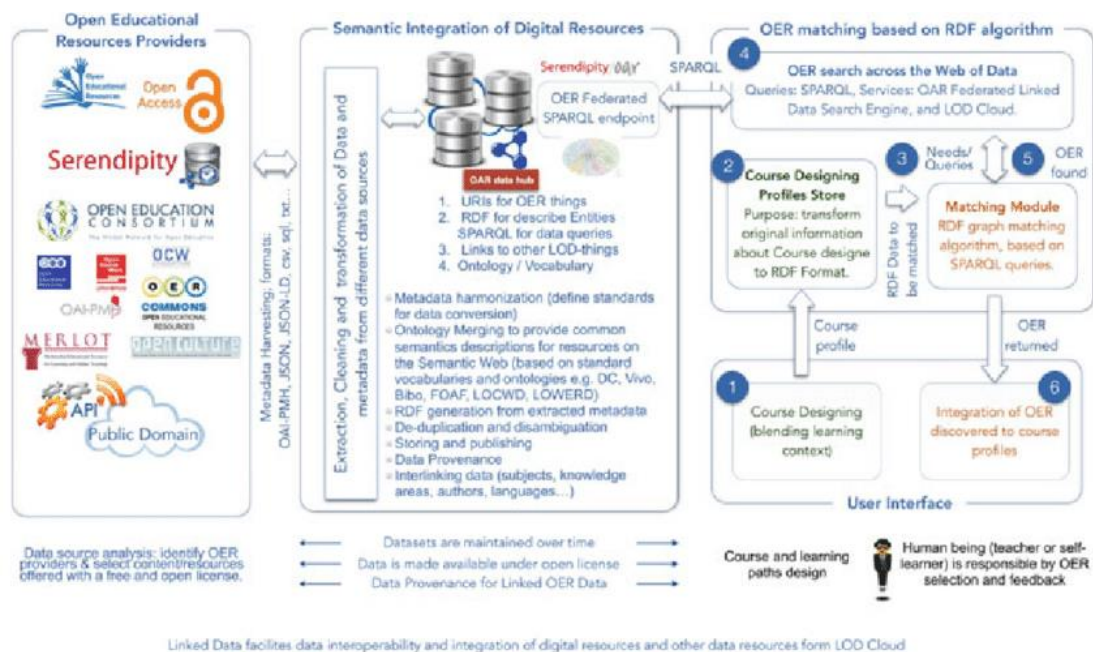 Open Educational
Resources Providers
Open
Educational
Resources
Open
Access
Serendipity
OPEN EDUCATION
CONSORTIUM
The Global Network for Open Education
OCW
OER
COMMONS
OPEN EDUCATIONAL
RESOURCES
OAI-PMH
MERLOT
openculture
API
Public Domain
Data source analysis: identify OER
providers & select content/resources
offered with a free and open license.
Metadata Harvesting; formats:
OAI-PMH, JSON, JSON-LD, csv, sql, txt...
Semantic Integration of Digital Resources
Extraction, Cleaning and transformation of Data and
metadata from different data sources
Serendipity OAR
OER Federated
SPARQL endpoint
OAR data hub
1. URIs for OER things
2. RDF for describe Entities
SPARQL for data queries
3. Links to other LOD-things
4. Ontology / Vocabulary
Metadata harmonization (define standards
for data conversion)
Ontology Merging to provide common
semantics descriptions for resources on
the Semantic Web (based on standard
vocabularies and ontologies e.g. DC, Vivo,
Bibo, FOAF, LOCWD, LOWERD)
RDF generation from extracted metadata
De-duplication and disambiguation
Storing and publishing
Data Provenance
Interlinking data (subjects, knowledge
areas, authors, languages...)
Datasets are maintained over time
Data is made available under open license
Data Provenance for Linked OER Data
SPARQL
OER matching based on RDF algorithm
4
OER search across the Web of Data
Queries: SPARQL, Services: OAR Federated Linked
Data Search Engine, and LOD Cloud.
2
Course Designing
Profiles Store
Purpose: transform
original information
about Course designe
to RDF Format.
3
Needs/
Queries
5
OER
found
RDF Data to
be matched
Matching Module
RDF graph matching
algorithm, based on
SPARQL queries.
Course
profile
OER
returned
1
Course Designing
(blending learning
context)
6
Integration of OER
discovered to course
profiles
User Interface
Course and learning
paths design
Human being (teacher or self-
learner) is responsible by OER
selection and feedback
Linked Data facilites data interoperability and integration of digital resources and other data resources form LOD Cloud